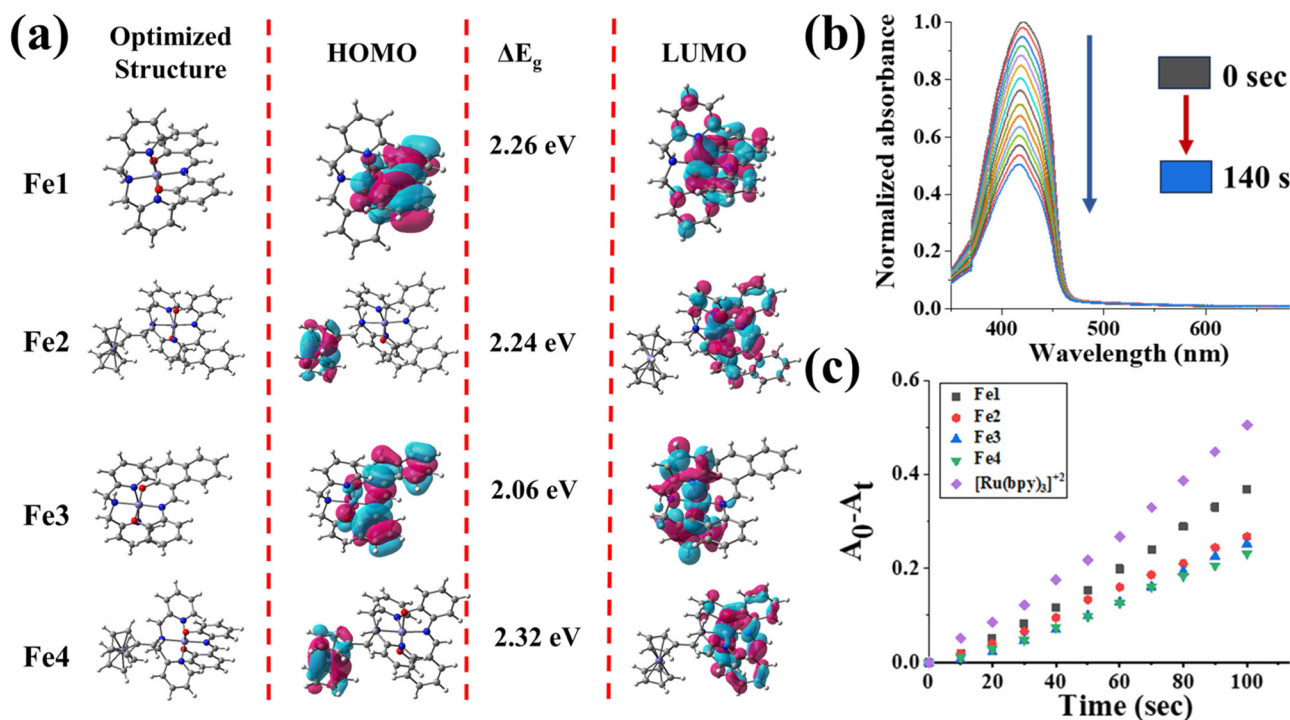 (a)
Optimized
Structure
HOMO
ΔEg
LUMO
Fe1
2.26 eV
Fe2
2.24 eV
Fe3
2.06 eV
Fe4
2.32 eV
(b)
Normalized absorbance
1.0
0.8
0.6
0.4
0.2
0.0
400 500 600
Wavelength (nm)
0 sec
140 s
(c)
A0-At
0.6
0.4
0.2
0.0
0 20 40 60 80 100
Time (sec)
Fe1
Fe2
Fe3
Fe4
[Ru(bpy)3]+2